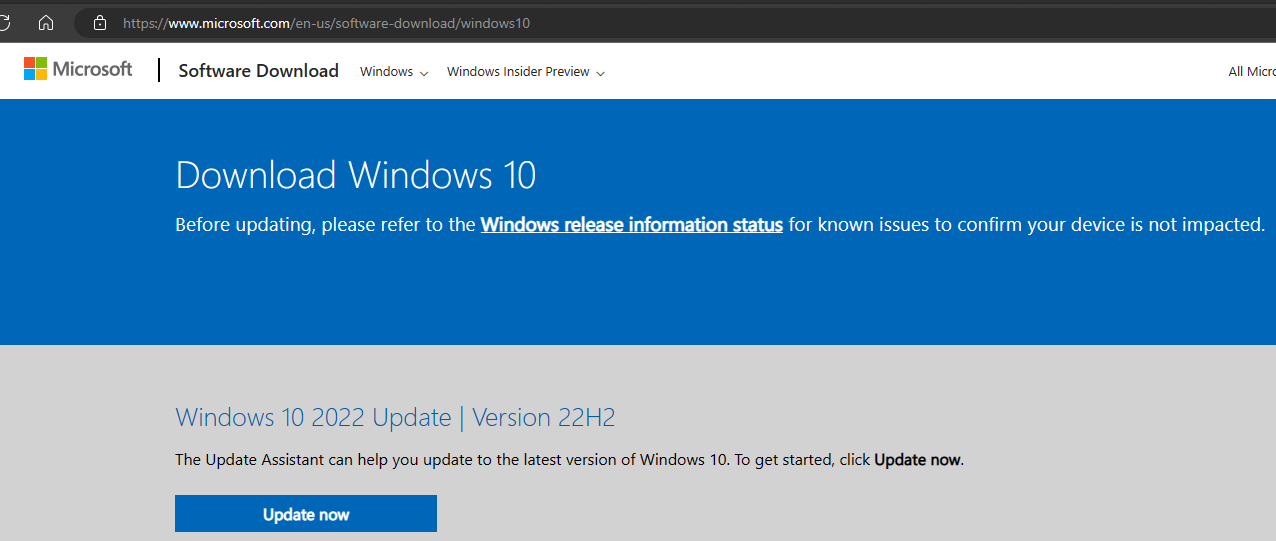 https://www.microsoft.com/en-us/software-download/windows10
Microsoft | Software Download Windows Windows Insider Preview All Micro
Download Windows 10
Before updating, please refer to the Windows release information status for known issues to confirm your device is not impacted.
Windows 10 2022 Update | Version 22H2
The Update Assistant can help you update to the latest version of Windows 10. To get started, click Update now.
Update now